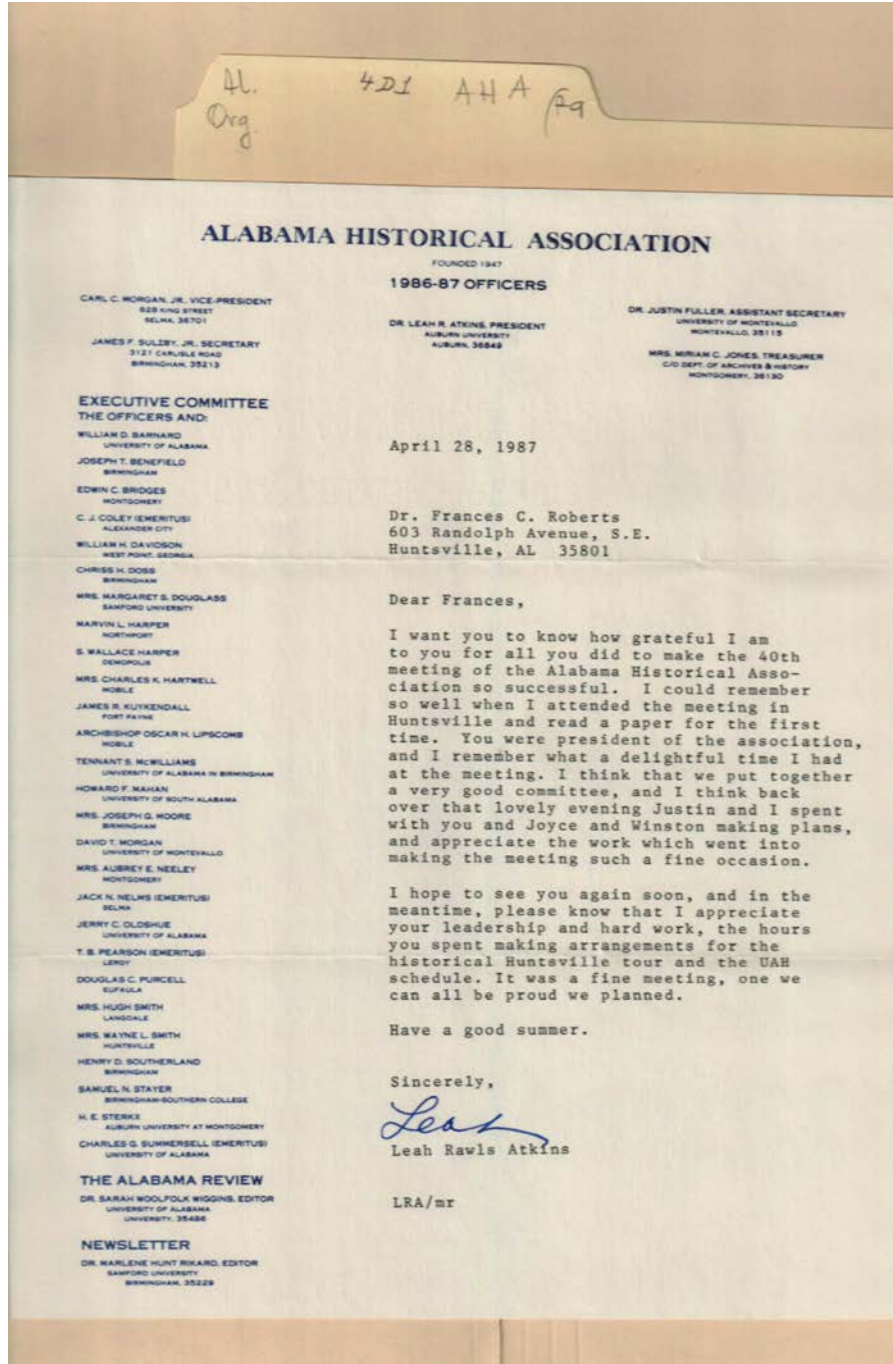 Al.
Org.
4D1
AHA
ALABAMA HISTORICAL ASSOCIATION
FOUNDED 1947
1986-87 OFFICERS
CARL C. MORGAN, JR., VICE-PRESIDENT
828 KING STREET
SELMA, 36701
JAMES F. SULZBY, JR., SECRETARY
3121 CARLISLE ROAD
BIRMINGHAM, 35213
DR. LEAH R. ATKINS, PRESIDENT
AUBURN UNIVERSITY
AUBURN, 36849
DR. JUSTIN FULLER, ASSISTANT SECRETARY
UNIVERSITY OF MONTEVALLO
MONTEVALLO, 35115
MRS. MIRIAM C. JONES, TREASURER
C/O DEPT. OF ARCHIVES & HISTORY
MONTGOMERY, 36130
EXECUTIVE COMMITTEE
THE OFFICERS AND:
WILLIAM D. BARNARD
UNIVERSITY OF ALABAMA
JOSEPH T. BENEFIELD
BIRMINGHAM
EDWIN C. BRIDGES
MONTGOMERY
C. J. COLEY (EMERITUS)
ALEXANDER CITY
WILLIAM H. DAVIDSON
WEST POINT, GEORGIA
CHRISS H. DOSS
BIRMINGHAM
MRS. MARGARET S. DOUGLASS
SAMFORD UNIVERSITY
MARVIN L. HARPER
NORTHPORT
S. WALLACE HARPER
DEMOPOLIS
MRS. CHARLES K. HARTWELL
MOBILE
JAMES R. KUYKENDALL
FORT PAYNE
ARCHBISHOP OSCAR H. LIPSCOMB
MOBILE
TENNANT S. McWILLIAMS
UNIVERSITY OF ALABAMA IN BIRMINGHAM
HOWARD F. MAHAN
UNIVERSITY OF SOUTH ALABAMA
MRS. JOSEPH G. MOORE
BIRMINGHAM
DAVID T. MORGAN
UNIVERSITY OF MONTEVALLO
MRS. AUBREY E. NEELEY
MONTGOMERY
JACK N. NELMS (EMERITUS)
SELMA
JERRY C. OLDSHUE
UNIVERSITY OF ALABAMA
T. B. PEARSON (EMERITUS)
LEROY
DOUGLAS C. PURCELL
EUFAULA
MRS. HUGH SMITH
LANGDALE
MRS. WAYNE L. SMITH
HUNTSVILLE
HENRY D. SOUTHERLAND
BIRMINGHAM
SAMUEL N. STAYER
BIRMINGHAM-SOUTHERN COLLEGE
H. E. STERKX
AUBURN UNIVERSITY AT MONTGOMERY
CHARLES G. SUMMERSELL (EMERITUS)
UNIVERSITY OF ALABAMA
THE ALABAMA REVIEW
DR. SARAH WOOLFOLK WIGGINS, EDITOR
UNIVERSITY OF ALABAMA
UNIVERSITY, 35486
NEWSLETTER
DR. MARLENE HUNT RIKARD, EDITOR
SAMFORD UNIVERSITY
BIRMINGHAM, 35229
April 28, 1987
Dr. Frances C. Roberts
603 Randolph Avenue, S.E.
Huntsville, AL 35801
Dear Frances,
I want you to know how grateful I am
to you for all you did to make the 40th
meeting of the Alabama Historical Asso-
ciation so successful. I could remember
so well when I attended the meeting in
Huntsville and read a paper for the first
time. You were president of the association,
and I remember what a delightful time I had
at the meeting. I think that we put together
a very good committee, and I think back
over that lovely evening Justin and I spent
with you and Joyce and Winston making plans,
and appreciate the work which went into
making the meeting such a fine occasion.
I hope to see you again soon, and in the
meantime, please know that I appreciate
your leadership and hard work, the hours
you spent making arrangements for the
historical Huntsville tour and the UAH
schedule. It was a fine meeting, one we
can all be proud we planned.
Have a good summer.
Sincerely,
Leah
Leah Rawls Atkins
LRA/mr